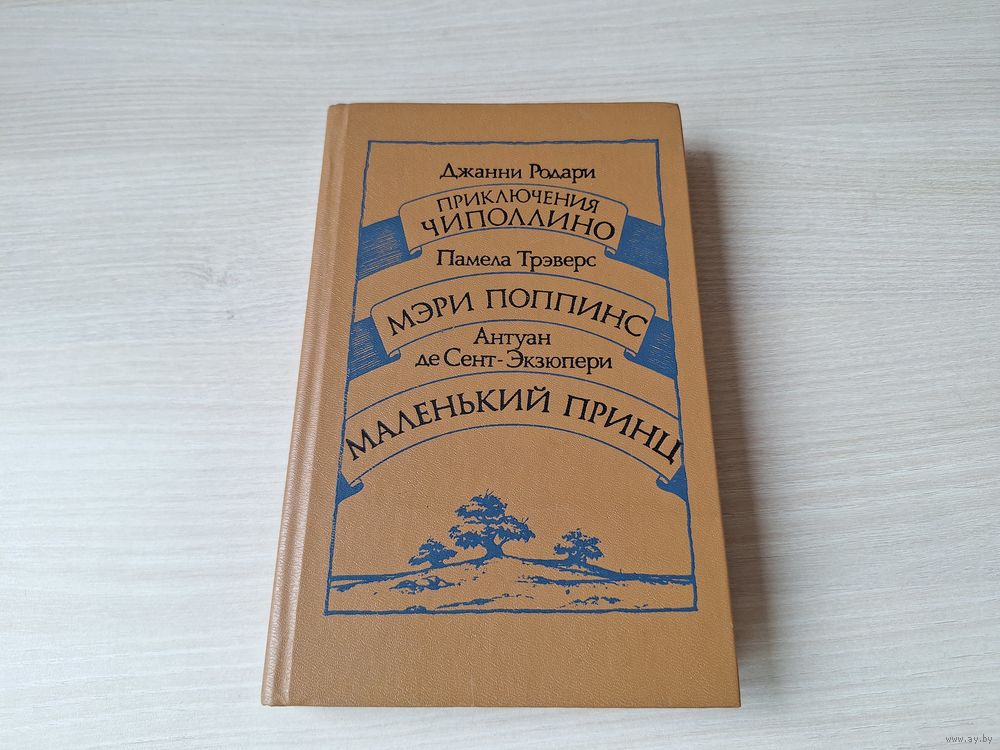 Джанни Родари
ПРИКЛЮЧЕНИЯ
ЧИПОЛЛИНО
Памела Трэверс
МЭРИ ПОППИНС
Антуан
де Сент-Экзюпери
МАЛЕНЬКИЙ ПРИНЦ
www.ay.by